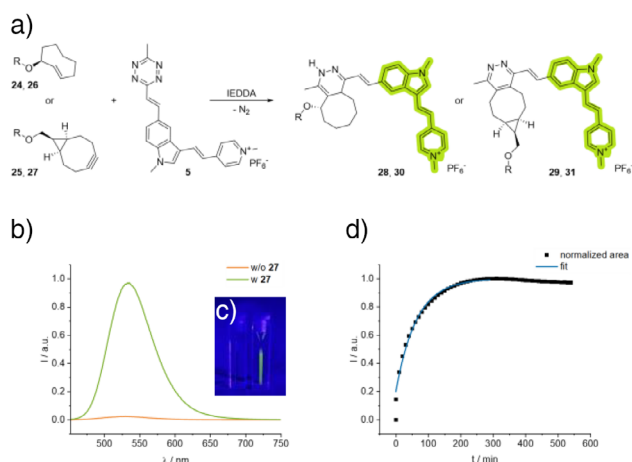 a)
R
O
24, 26
or
R
O
H
H
25, 27
+
N
N
N
N
N
N+
PF6-
5
IEDDA
- N2
H
N
N
R
O
N
N+
PF6-
28, 30
or
N
N
H
H
O
R
N
N+
PF6-
29, 31
b)
w/o 27
w 27
c)
I / a.u.
1.0
0.8
0.6
0.4
0.2
0.0
500
550
600
650
700
750
λ / nm
d)
normalized area
fit
I / a.u.
1.0
0.8
0.6
0.4
0.2
0.0
0
100
200
300
400
500
600
t / min